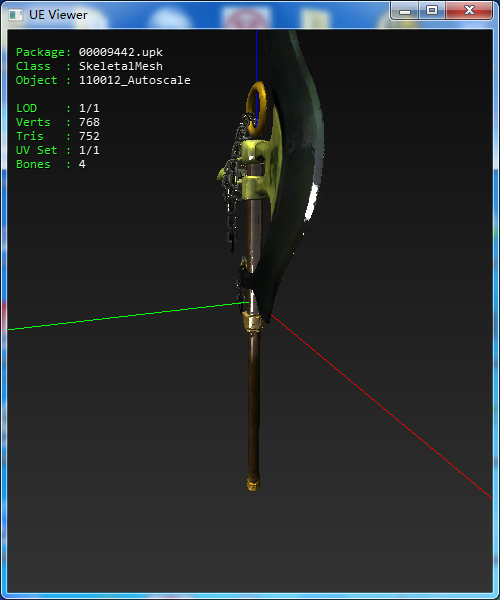 UE Viewer
Package: 00009442.upk
Class : SkeletalMesh
Object : 110012_Autoscale
LOD : 1/1
Verts : 768
Tris : 752
UV Set : 1/1
Bones : 4